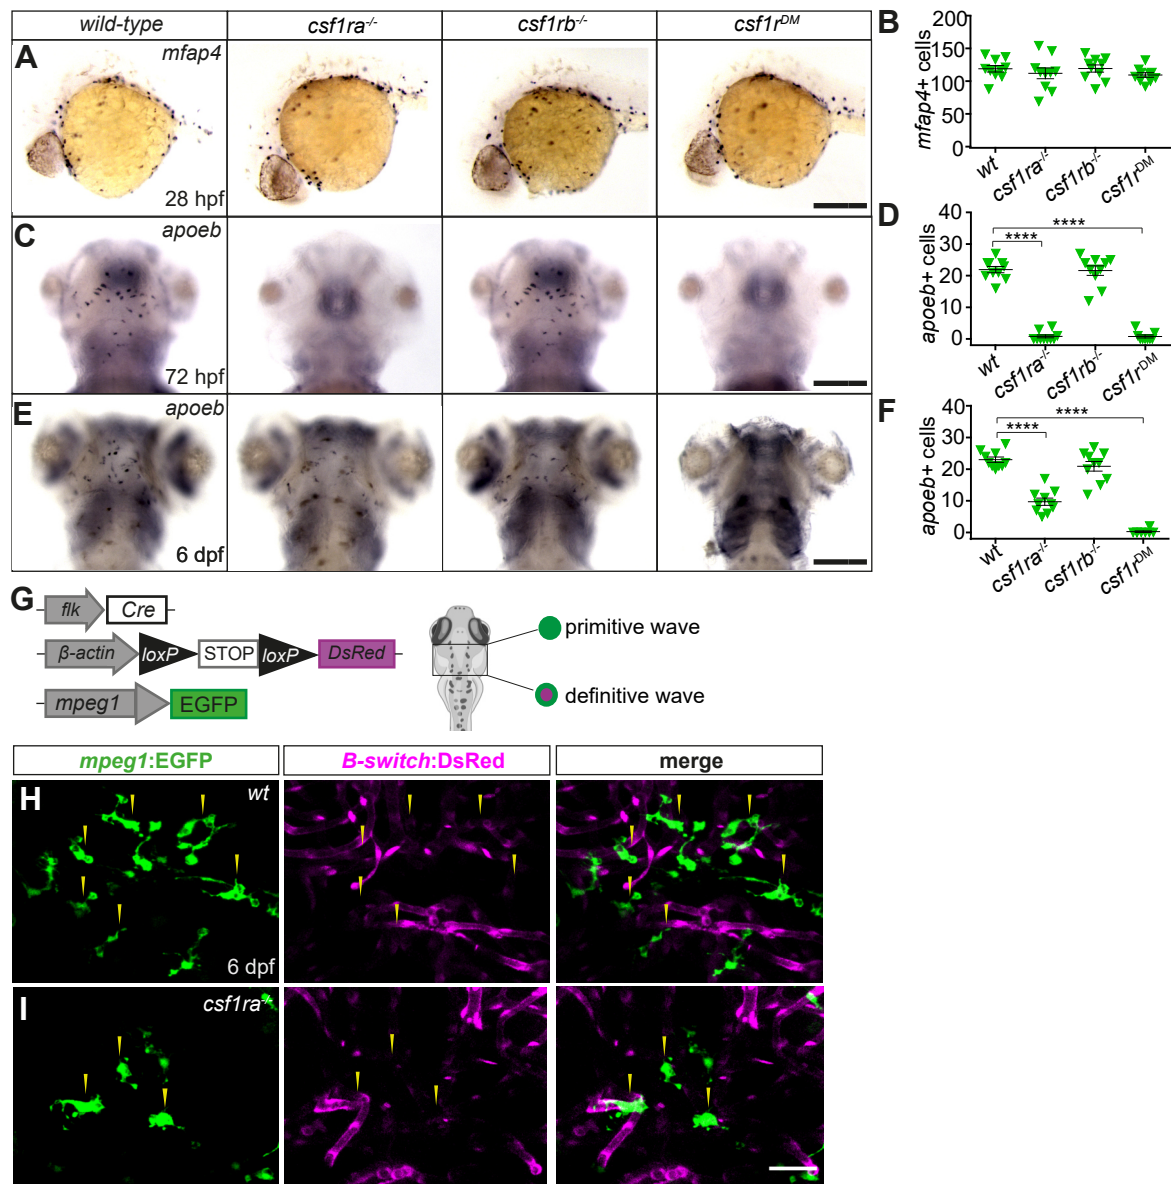 wild-type csf1ra-/- csf1rb-/- csf1rDM
A mfap4
28 hpf
B
mfap4+ cells
200
150
100
50
0
wt csf1ra-/- csf1rb-/- csf1rDM
C apoeb
72 hpf
D
apoeb+ cells
40
30
20
10
0
**** ****
wt csf1ra-/- csf1rb-/- csf1rDM
E apoeb
6 dpf
F
apoeb+ cells
40
30
20
10
0
**** ****
wt csf1ra-/- csf1rb-/- csf1rDM
G
flk Cre
β-actin loxP STOP loxP DsRed
mpeg1 EGFP
primitive wave
definitive wave
mpeg1:EGFP B-switch:DsRed merge
H wt
6 dpf
I csf1ra-/-